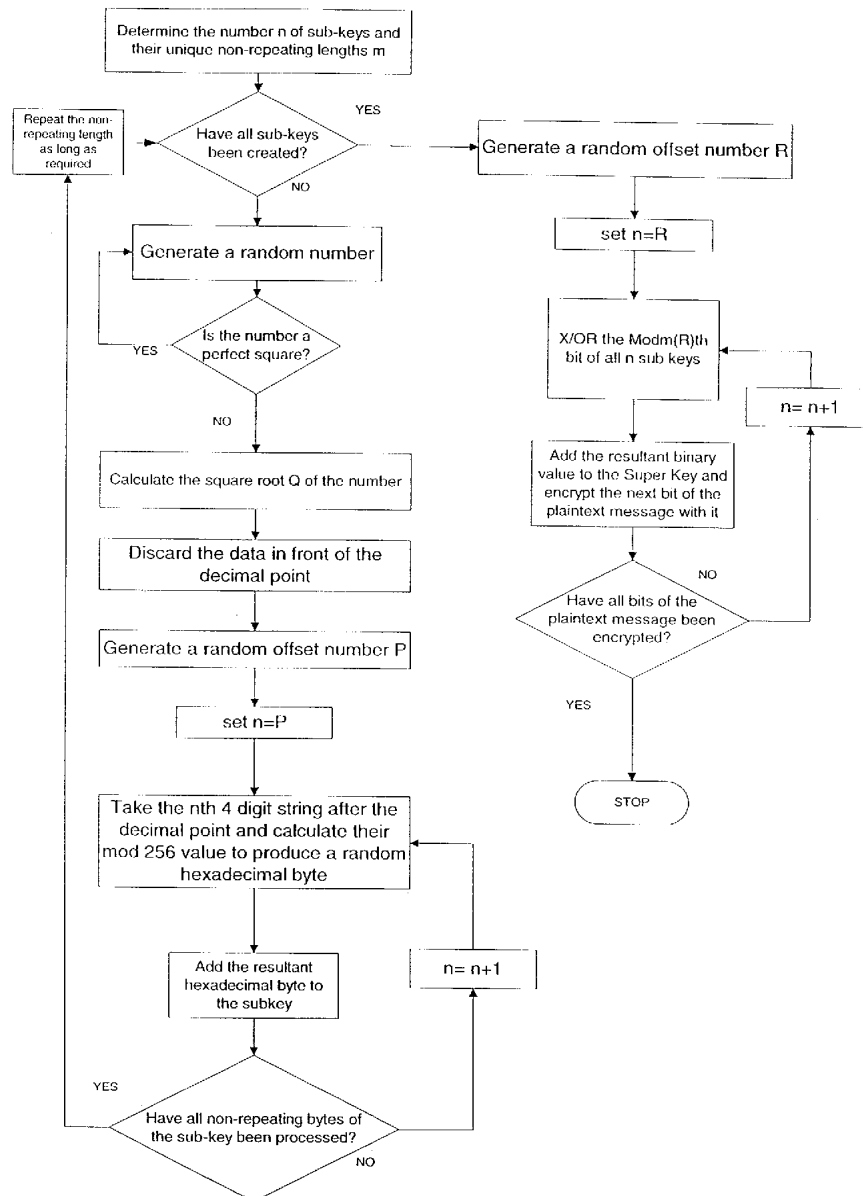 Determine the number n of sub-keys and
their unique non-repeating lengths m
Repeat the non-
repeating length
as long as
required
Have all sub-keys
been created?
YES
NO
Generate a random number
Is the number a
perfect square?
YES
NO
Calculate the square root Q of the number
Discard the data in front of the
decimal point
Generate a random offset number P
set n=P
Take the nth 4 digit string after the
decimal point and calculate their
mod 256 value to produce a random
hexadecimal byte
Add the resultant
hexadecimal byte to
the subkey
n= n+1
Have all non-repeating bytes of
the sub-key been processed?
YES
NO
Generate a random offset number R
set n=R
X/OR the Modm(R)th
bit of all n sub keys
n= n+1
Add the resultant binary
value to the Super Key and
encrypt the next bit of the
plaintext message with it
Have all bits of the
plaintext message been
encrypted?
NO
YES
STOP